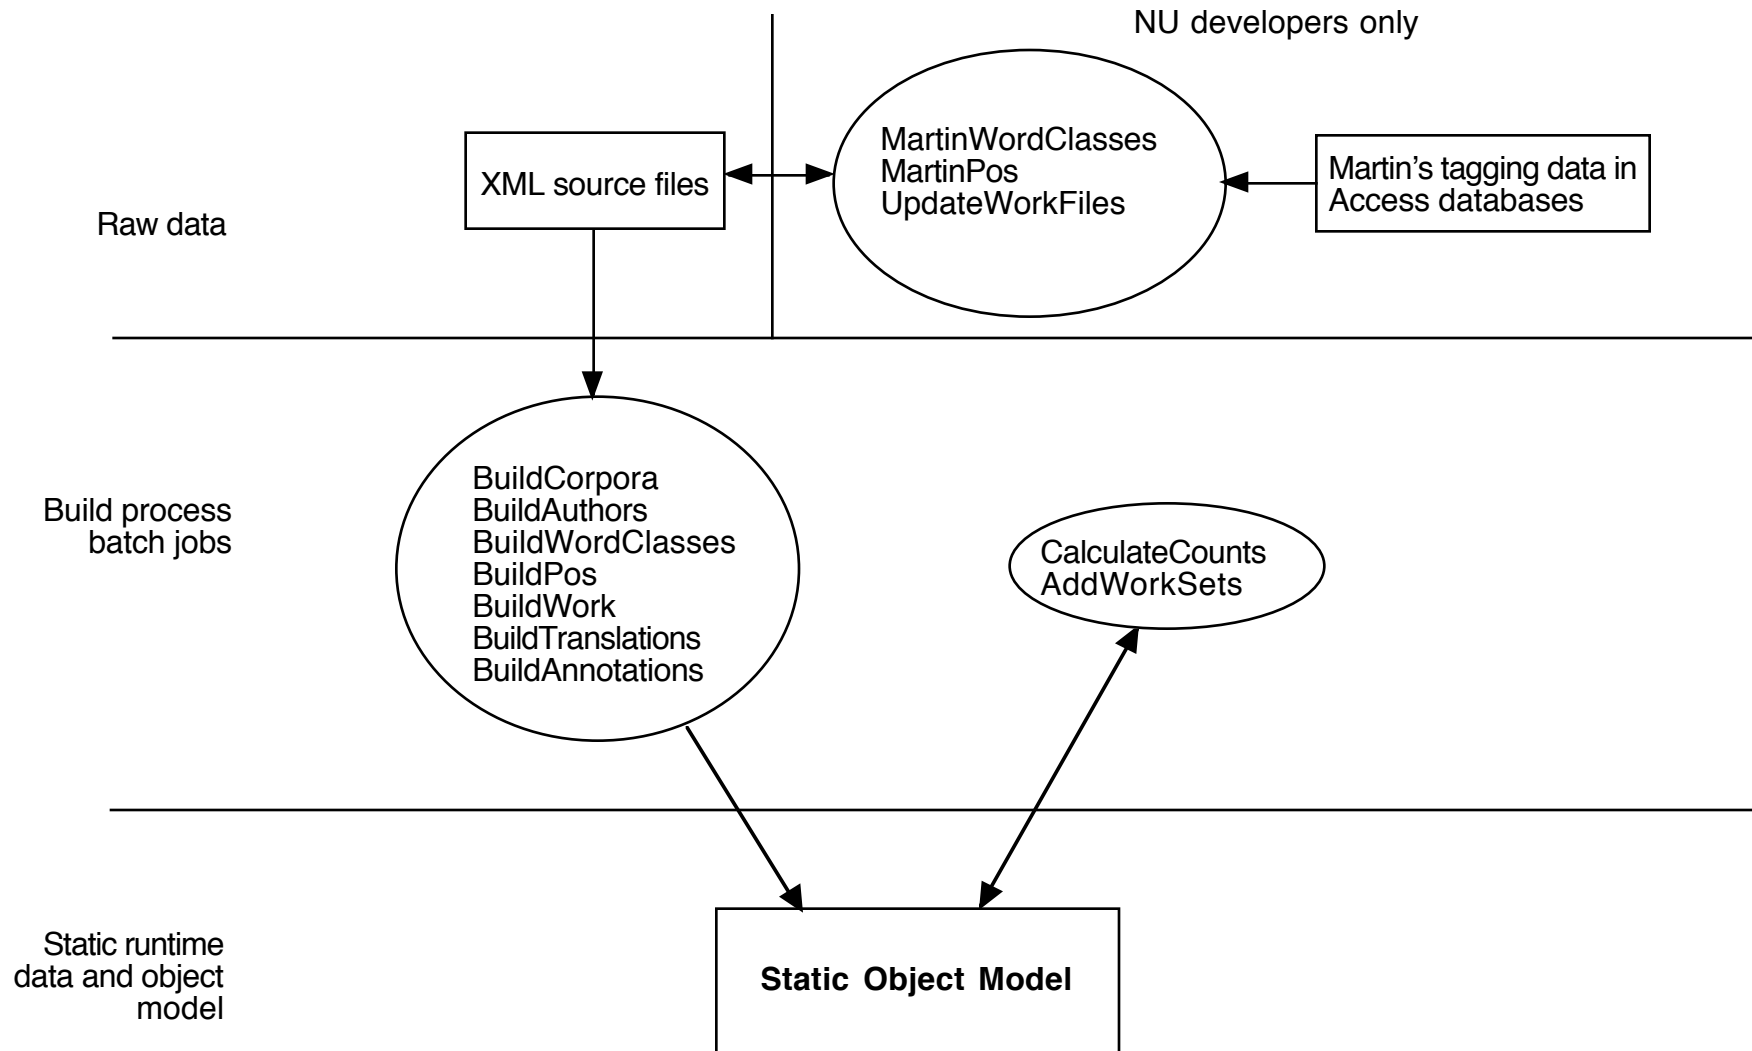 NU developers only
XML source files
MartinWordClasses
MartinPos
UpdateWorkFiles
Martin's tagging data in
Access databases
Raw data
Build process
batch jobs
BuildCorpora
BuildAuthors
BuildWordClasses
BuildPos
BuildWork
BuildTranslations
BuildAnnotations
CalculateCounts
AddWorkSets
Static runtime
data and object
model
Static Object Model